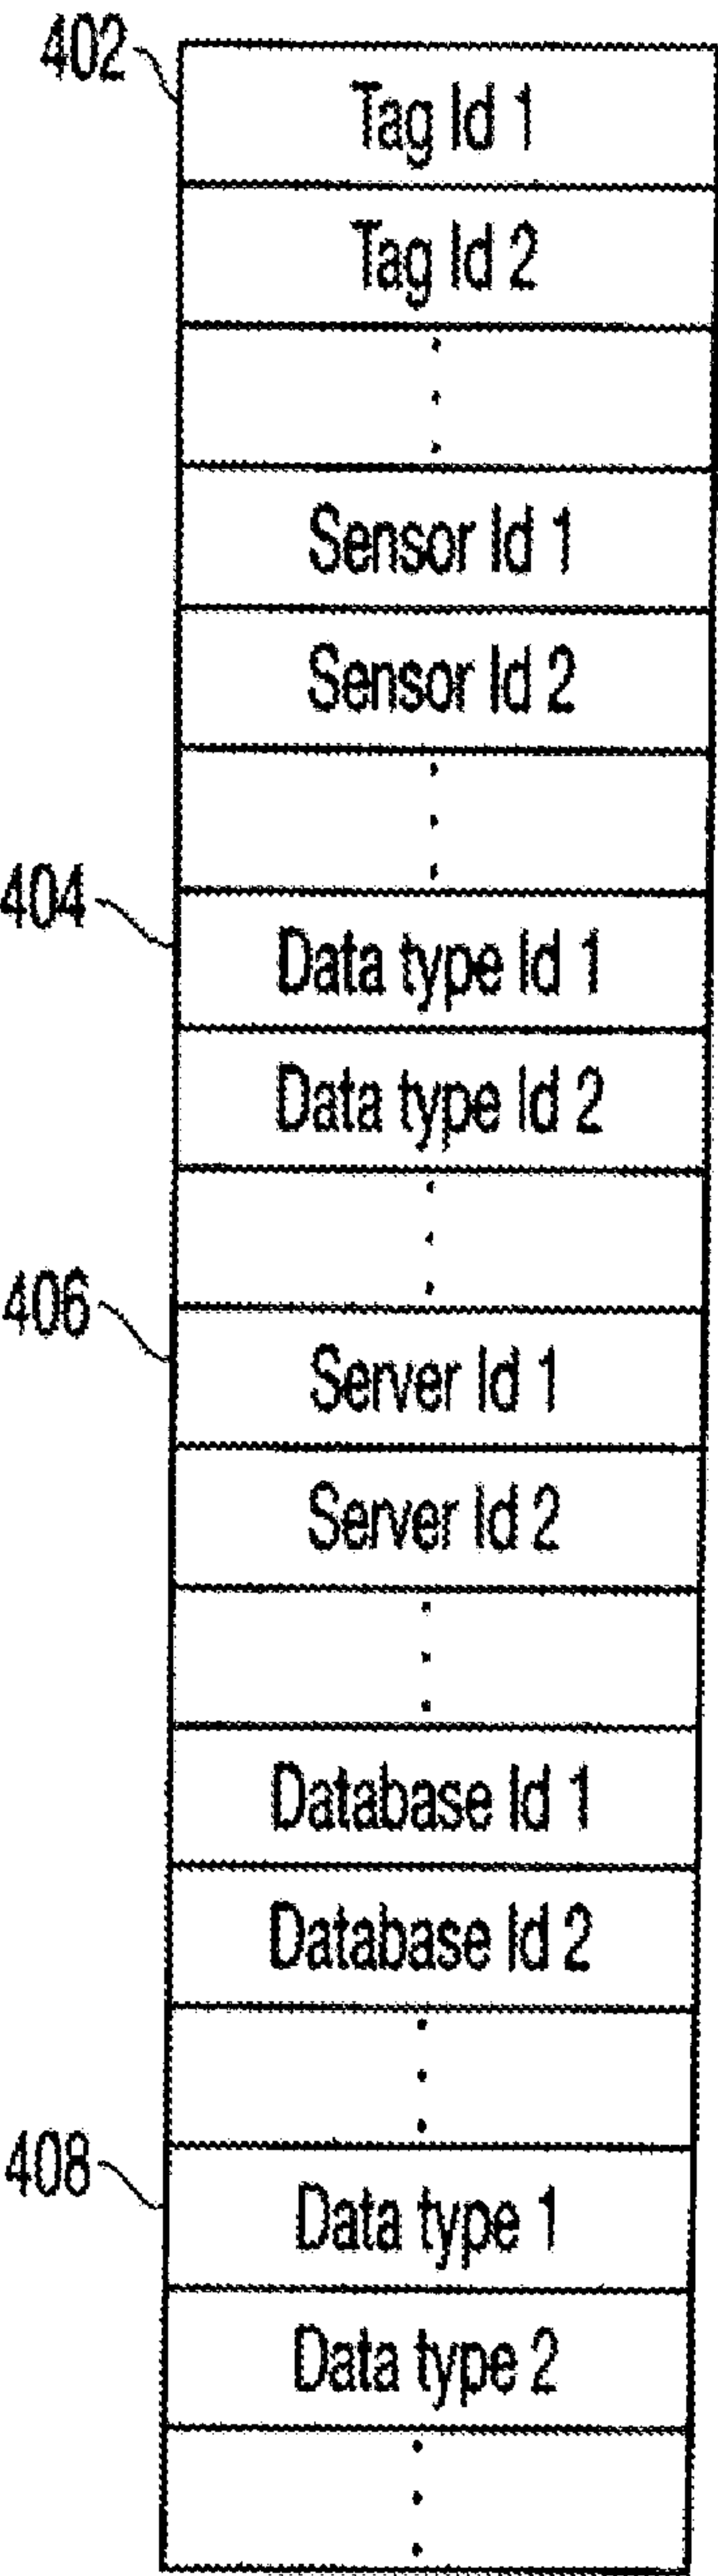 402
Tag Id 1
Tag Id 2
Sensor Id 1
Sensor Id 2
404
Data type Id 1
Data type Id 2
406
Server Id 1
Server Id 2
Database Id 1
Database Id 2
408
Data type 1
Data type 2